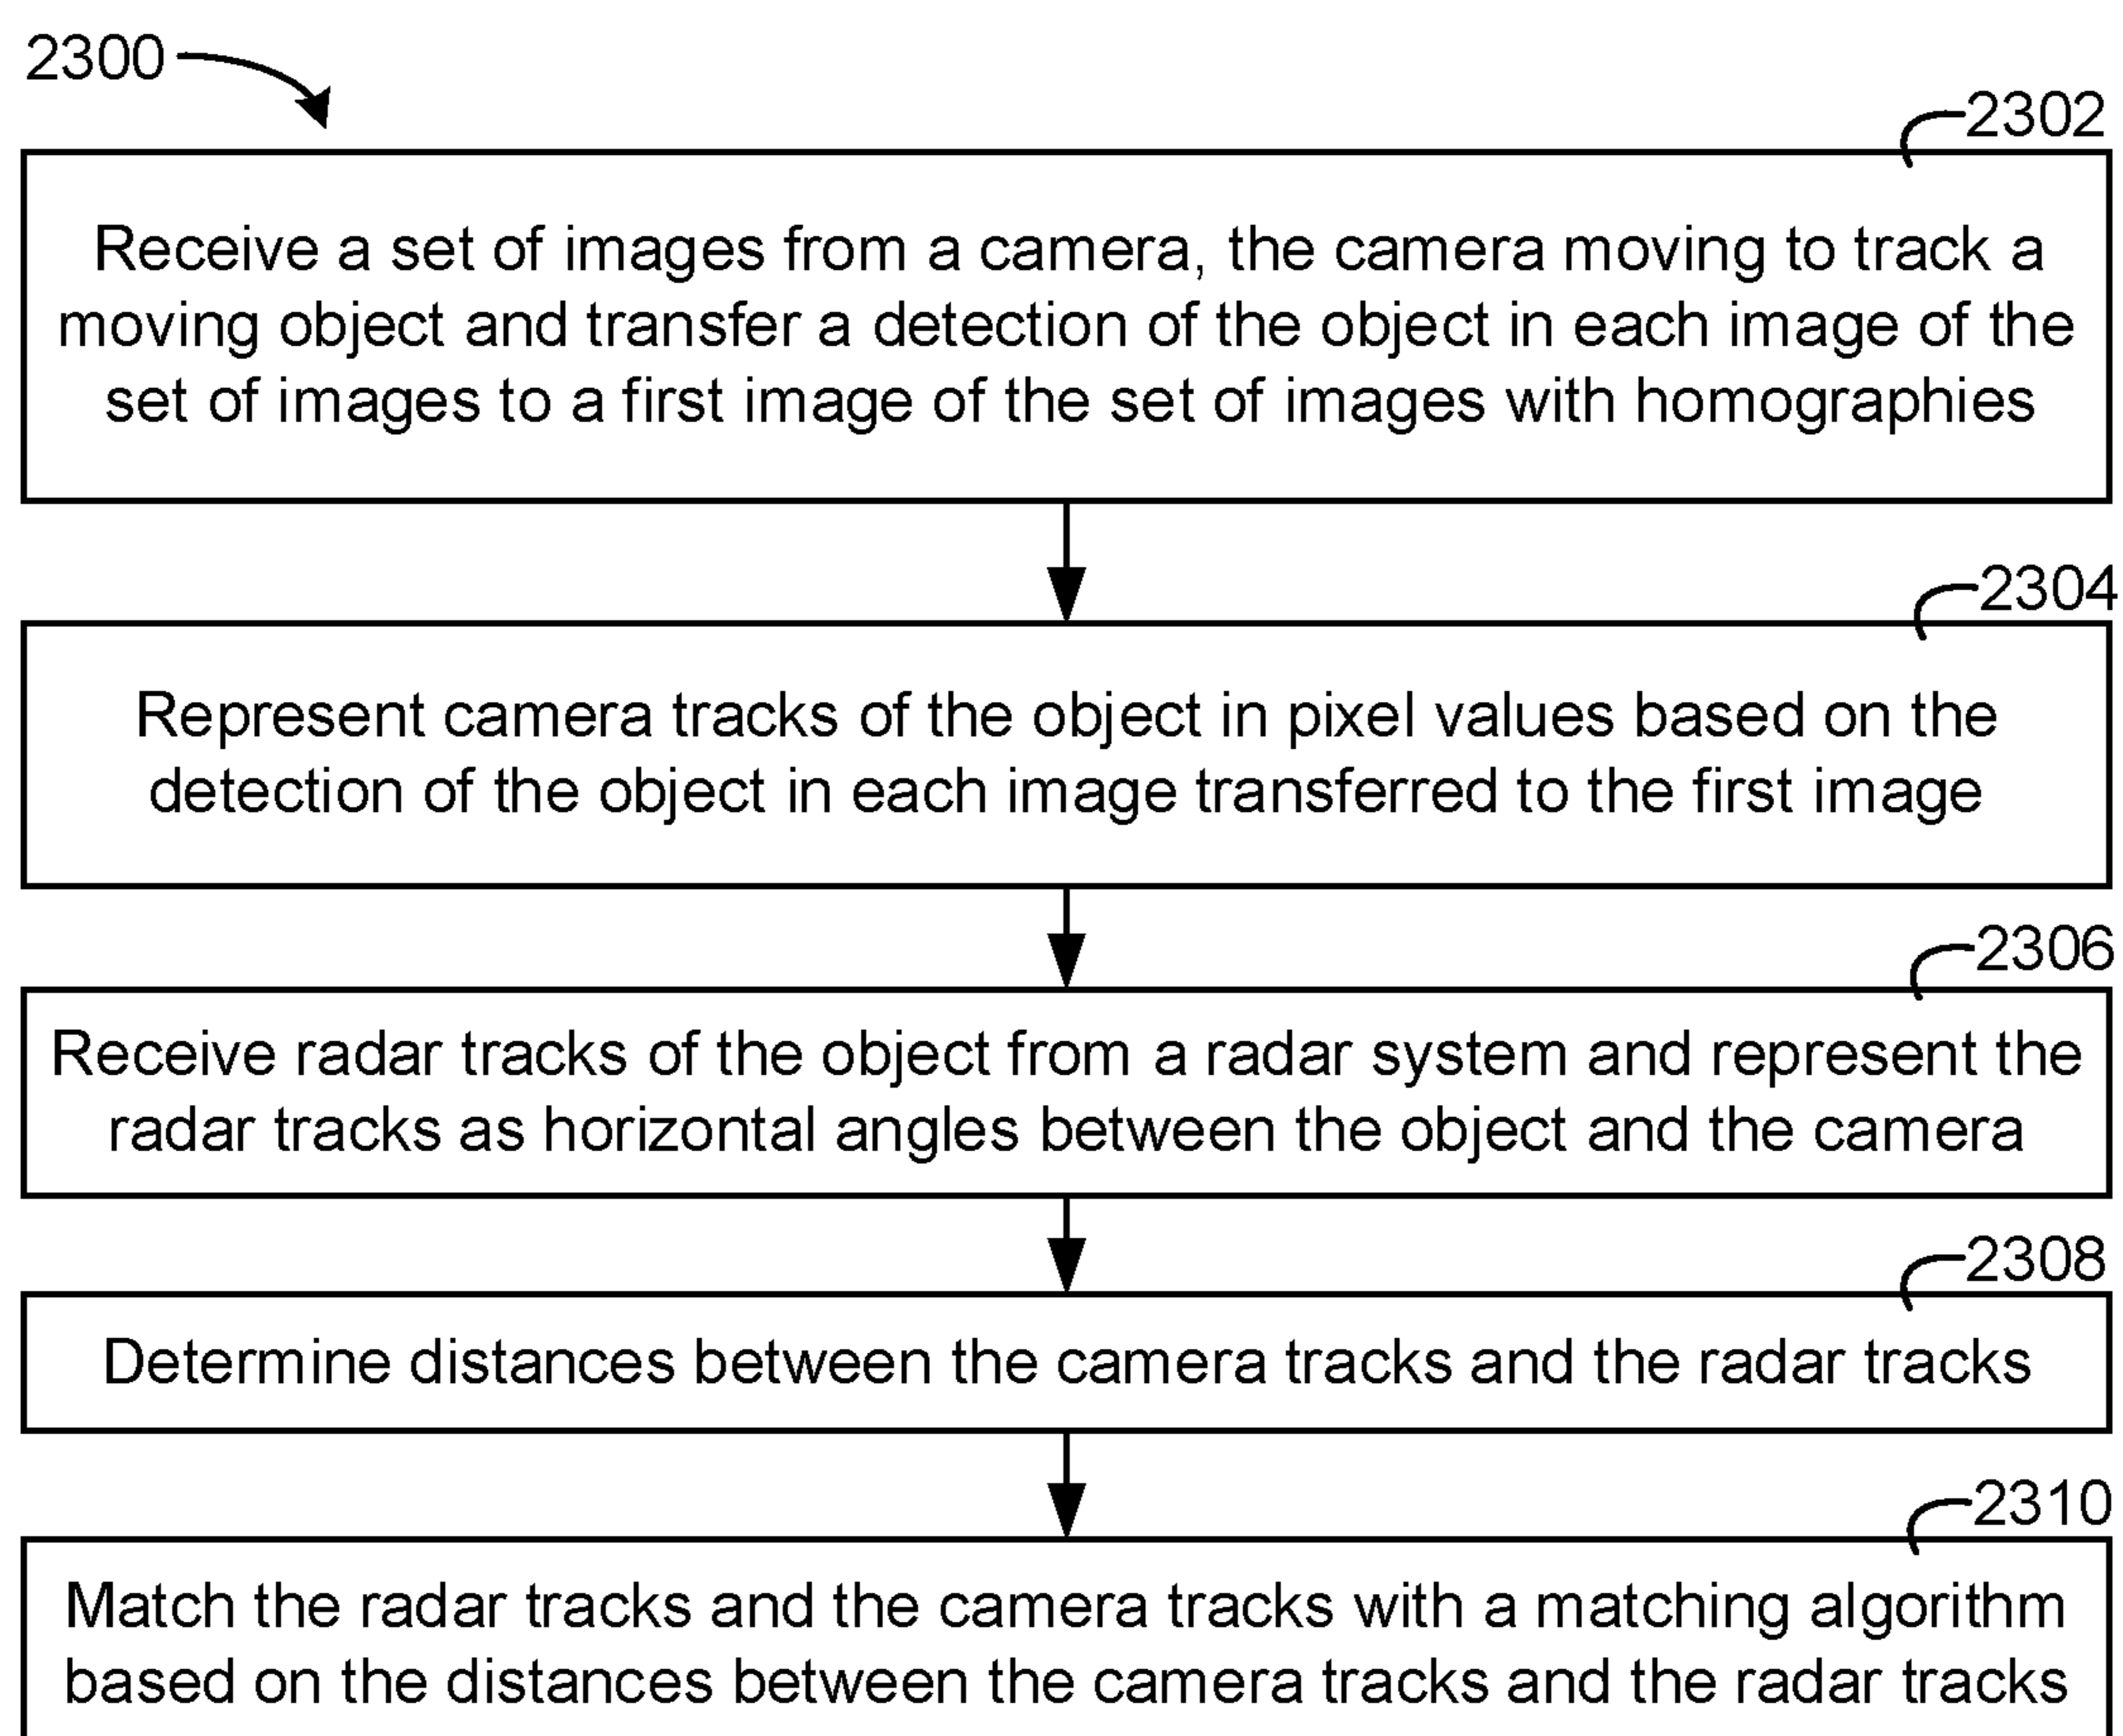 2300
2302
Receive a set of images from a camera, the camera moving to track a
moving object and transfer a detection of the object in each image of the
set of images to a first image of the set of images with homographies
2304
Represent camera tracks of the object in pixel values based on the
detection of the object in each image transferred to the first image
2306
Receive radar tracks of the object from a radar system and represent the
radar tracks as horizontal angles between the object and the camera
2308
Determine distances between the camera tracks and the radar tracks
2310
Match the radar tracks and the camera tracks with a matching algorithm
based on the distances between the camera tracks and the radar tracks